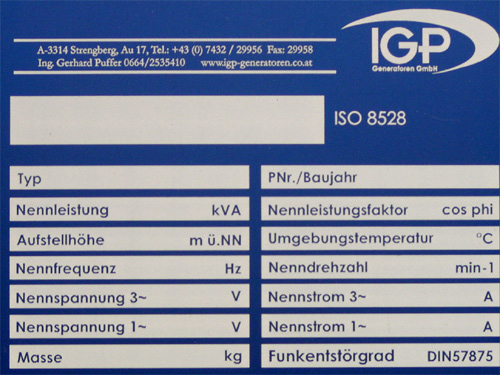 A-3314 Strengberg, Au 17, Tel.: +43 (0) 7432 / 29956 Fax: 29958
Ing. Gerhard Puffer 0664/2535410 www.igp-generatoren.co.at
IGP
Generatoren GmbH
ISO 8528
Typ
PNr./Baujahr
Nennleistung kVA
Nennleistungsfaktor cos phi
Aufstellhöhe m ü.NN
Umgebungstemperatur °C
Nennfrequenz Hz
Nenndrehzahl min-1
Nennspannung 3~ V
Nennstrom 3~ A
Nennspannung 1~ V
Nennstrom 1~ A
Masse kg
Funkentstörgrad DIN57875